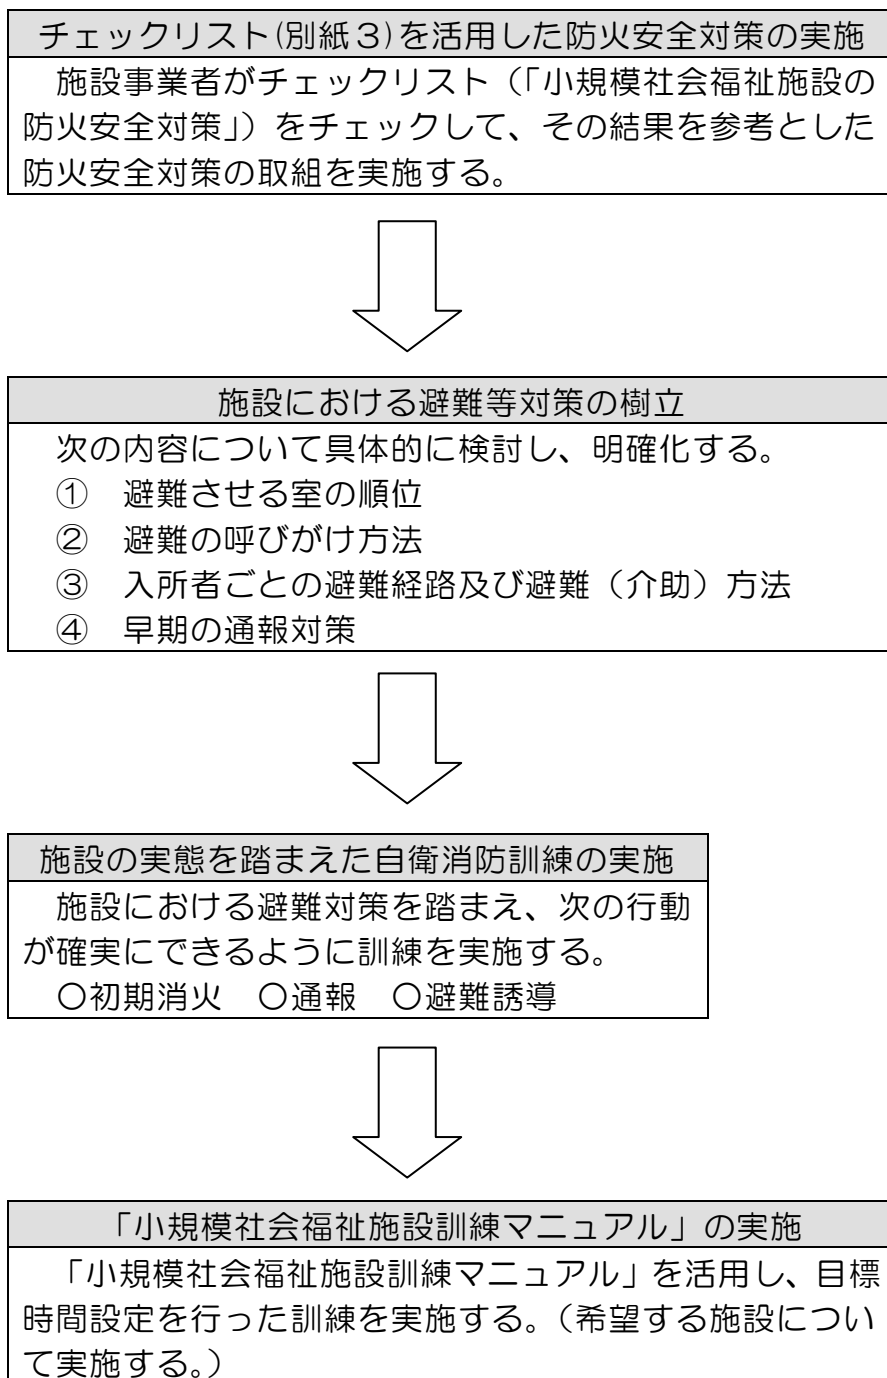 チェックリスト(別紙３)を活用した防火安全対策の実施
施設事業者がチェックリスト（「小規模社会福祉施設の
防火安全対策」）をチェックして、その結果を参考とした
防火安全対策の取組を実施する。
施設における避難等対策の樹立
次の内容について具体的に検討し、明確化する。
①　避難させる室の順位
②　避難の呼びがけ方法
③　入所者ごとの避難経路及び避難（介助）方法
④　早期の通報対策
施設の実態を踏まえた自衛消防訓練の実施
施設における避難対策を踏まえ、次の行動
が確実にできるように訓練を実施する。
〇初期消火　〇通報　〇避難誘導
「小規模社会福祉施設訓練マニュアル」の実施
「小規模社会福祉施設訓練マニュアル」を活用し、目標
時間設定を行った訓練を実施する。（希望する施設につい
て実施する。）